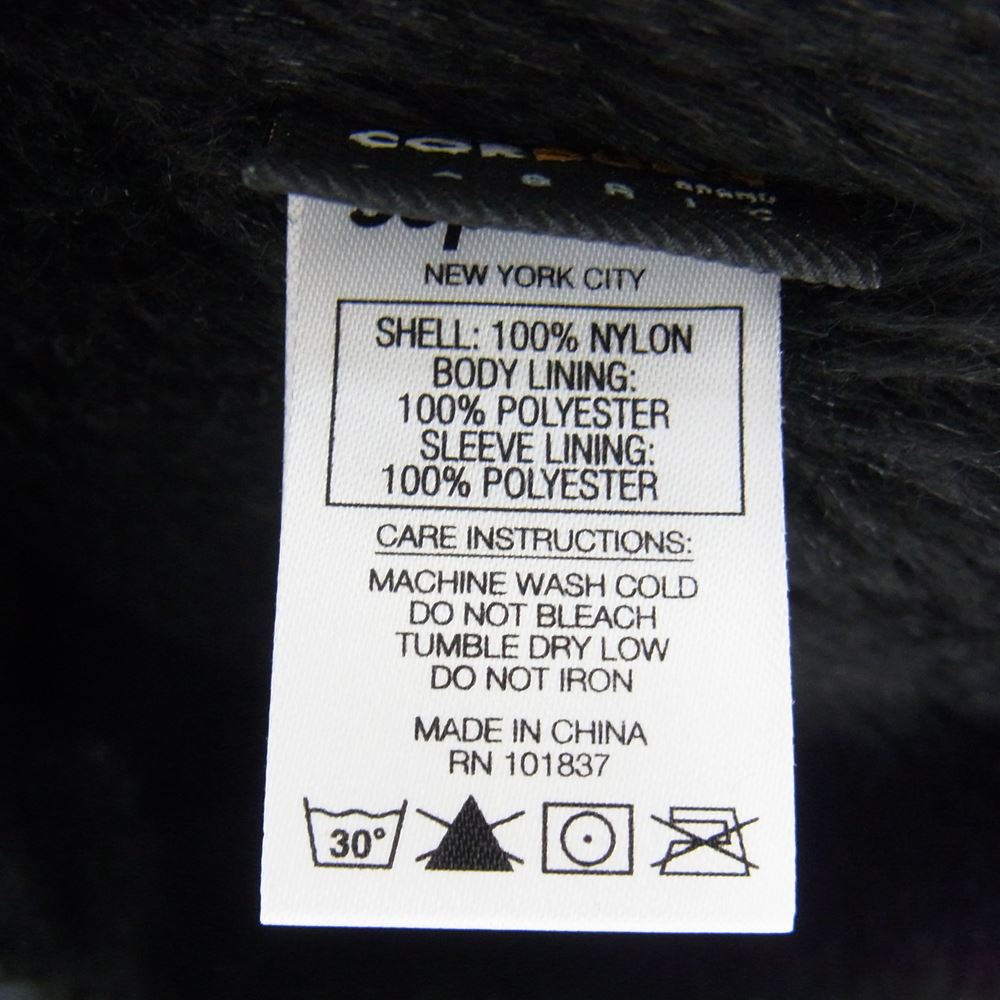 NEW YORK CITY
SHELL: 100% NYLON
BODY LINING:
100% POLYESTER
SLEEVE LINING:
100% POLYESTER
CARE INSTRUCTIONS:
MACHINE WASH COLD
DO NOT BLEACH
TUMBLE DRY LOW
DO NOT IRON
MADE IN CHINA
RN 101837
30°